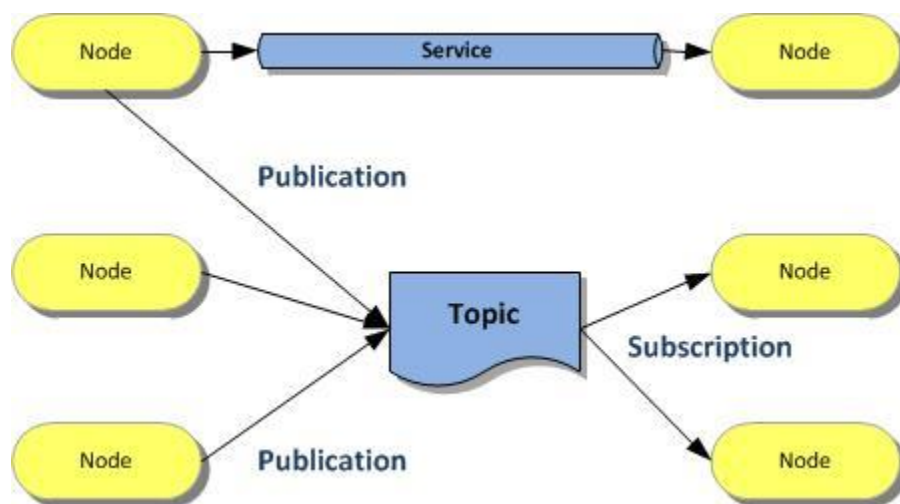 Node
Service
Node
Publication
Node
Topic
Node
Subscription
Node
Publication
Node